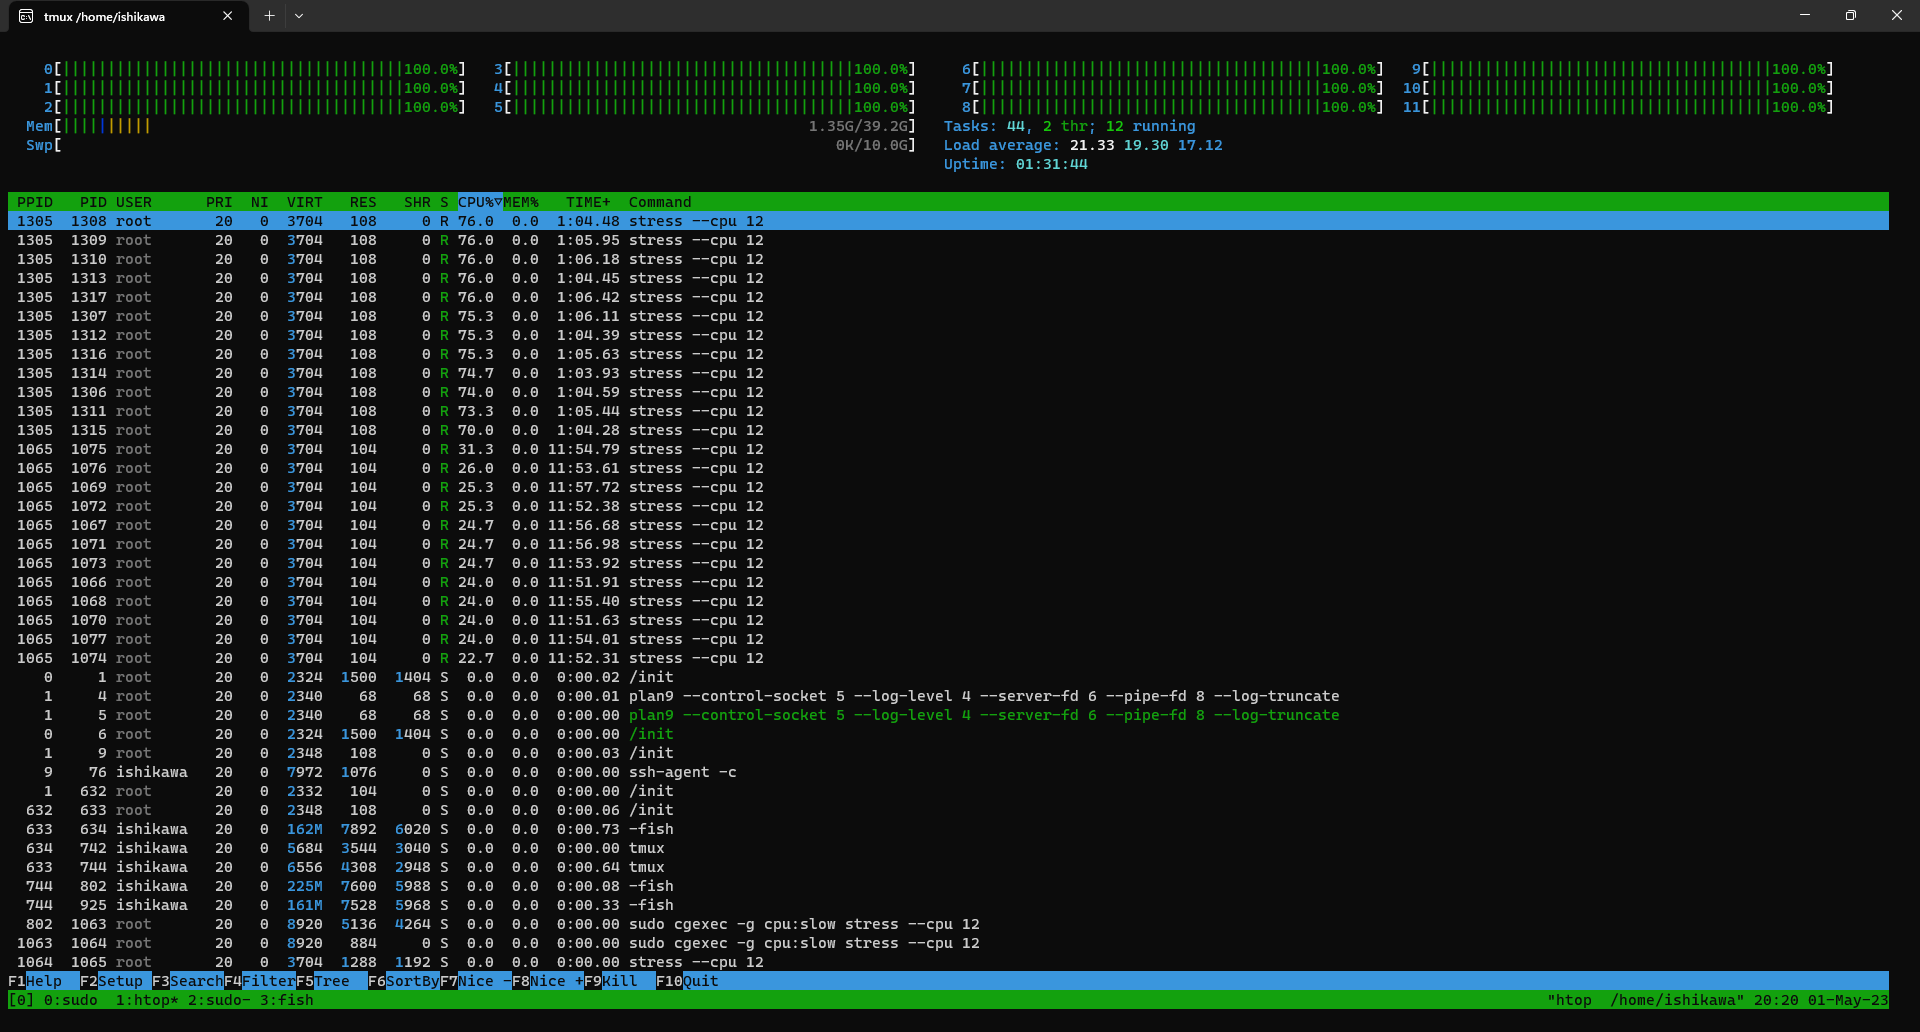 tmux /home/ishikawa
0[||||||||||||||||||||||||||||||||||||||100.0%] 3[||||||||||||||||||||||||||||||||||||||100.0%] 6[||||||||||||||||||||||||||||||||||||||100.0%] 9[||||||||||||||||||||||||||||||||||||||100.0%]
1[||||||||||||||||||||||||||||||||||||||100.0%] 4[||||||||||||||||||||||||||||||||||||||100.0%] 7[||||||||||||||||||||||||||||||||||||||100.0%] 10[||||||||||||||||||||||||||||||||||||||100.0%]
2[||||||||||||||||||||||||||||||||||||||100.0%] 5[||||||||||||||||||||||||||||||||||||||100.0%] 8[||||||||||||||||||||||||||||||||||||||100.0%] 11[||||||||||||||||||||||||||||||||||||||100.0%]
Mem[|||||||||| 1.35G/39.2G] Tasks: 44, 2 thr; 12 running
Swp[ 0K/10.0G] Load average: 21.33 19.30 17.12
Uptime: 01:31:44
PPID PID USER PRI NI VIRT RES SHR S CPU%▽MEM% TIME+ Command
1305 1308 root 20 0 3704 108 0 R 76.0 0.0 1:04.48 stress --cpu 12
1305 1309 root 20 0 3704 108 0 R 76.0 0.0 1:05.95 stress --cpu 12
1305 1310 root 20 0 3704 108 0 R 76.0 0.0 1:06.18 stress --cpu 12
1305 1313 root 20 0 3704 108 0 R 76.0 0.0 1:04.45 stress --cpu 12
1305 1317 root 20 0 3704 108 0 R 76.0 0.0 1:06.42 stress --cpu 12
1305 1307 root 20 0 3704 108 0 R 75.3 0.0 1:06.11 stress --cpu 12
1305 1312 root 20 0 3704 108 0 R 75.3 0.0 1:04.39 stress --cpu 12
1305 1316 root 20 0 3704 108 0 R 75.3 0.0 1:05.63 stress --cpu 12
1305 1314 root 20 0 3704 108 0 R 74.7 0.0 1:03.93 stress --cpu 12
1305 1306 root 20 0 3704 108 0 R 74.0 0.0 1:04.59 stress --cpu 12
1305 1311 root 20 0 3704 108 0 R 73.3 0.0 1:05.44 stress --cpu 12
1305 1315 root 20 0 3704 108 0 R 70.0 0.0 1:04.28 stress --cpu 12
1065 1075 root 20 0 3704 104 0 R 31.3 0.0 11:54.79 stress --cpu 12
1065 1076 root 20 0 3704 104 0 R 26.0 0.0 11:53.61 stress --cpu 12
1065 1069 root 20 0 3704 104 0 R 25.3 0.0 11:57.72 stress --cpu 12
1065 1072 root 20 0 3704 104 0 R 25.3 0.0 11:52.38 stress --cpu 12
1065 1067 root 20 0 3704 104 0 R 24.7 0.0 11:56.68 stress --cpu 12
1065 1071 root 20 0 3704 104 0 R 24.7 0.0 11:56.98 stress --cpu 12
1065 1073 root 20 0 3704 104 0 R 24.7 0.0 11:53.92 stress --cpu 12
1065 1066 root 20 0 3704 104 0 R 24.0 0.0 11:51.91 stress --cpu 12
1065 1068 root 20 0 3704 104 0 R 24.0 0.0 11:55.40 stress --cpu 12
1065 1070 root 20 0 3704 104 0 R 24.0 0.0 11:51.63 stress --cpu 12
1065 1077 root 20 0 3704 104 0 R 24.0 0.0 11:54.01 stress --cpu 12
1065 1074 root 20 0 3704 104 0 R 22.7 0.0 11:52.31 stress --cpu 12
0 1 root 20 0 2324 1500 1404 S 0.0 0.0 0:00.02 /init
1 4 root 20 0 2340 68 68 S 0.0 0.0 0:00.01 plan9 --control-socket 5 --log-level 4 --server-fd 6 --pipe-fd 8 --log-truncate
1 5 root 20 0 2340 68 68 S 0.0 0.0 0:00.00 plan9 --control-socket 5 --log-level 4 --server-fd 6 --pipe-fd 8 --log-truncate
0 6 root 20 0 2324 1500 1404 S 0.0 0.0 0:00.00 /init
1 9 root 20 0 2348 108 0 S 0.0 0.0 0:00.03 /init
9 76 ishikawa 20 0 7972 1076 0 S 0.0 0.0 0:00.00 ssh-agent -c
1 632 root 20 0 2332 104 0 S 0.0 0.0 0:00.00 /init
632 633 root 20 0 2348 108 0 S 0.0 0.0 0:00.06 /init
633 634 ishikawa 20 0 162M 7892 6020 S 0.0 0.0 0:00.73 -fish
634 742 ishikawa 20 0 5684 3544 3040 S 0.0 0.0 0:00.00 tmux
633 744 ishikawa 20 0 6556 4308 2948 S 0.0 0.0 0:00.64 tmux
744 802 ishikawa 20 0 225M 7600 5988 S 0.0 0.0 0:00.08 -fish
744 925 ishikawa 20 0 161M 7528 5968 S 0.0 0.0 0:00.33 -fish
802 1063 root 20 0 8920 5136 4264 S 0.0 0.0 0:00.00 sudo cgexec -g cpu:slow stress --cpu 12
1063 1064 root 20 0 8920 884 0 S 0.0 0.0 0:00.00 sudo cgexec -g cpu:slow stress --cpu 12
1064 1065 root 20 0 3704 1288 1192 S 0.0 0.0 0:00.00 stress --cpu 12
F1Help F2Setup F3SearchF4FilterF5Tree F6SortByF7Nice -F8Nice +F9Kill F10Quit
[0] 0:sudo 1:htop* 2:sudo- 3:fish "htop /home/ishikawa" 20:20 01-May-23